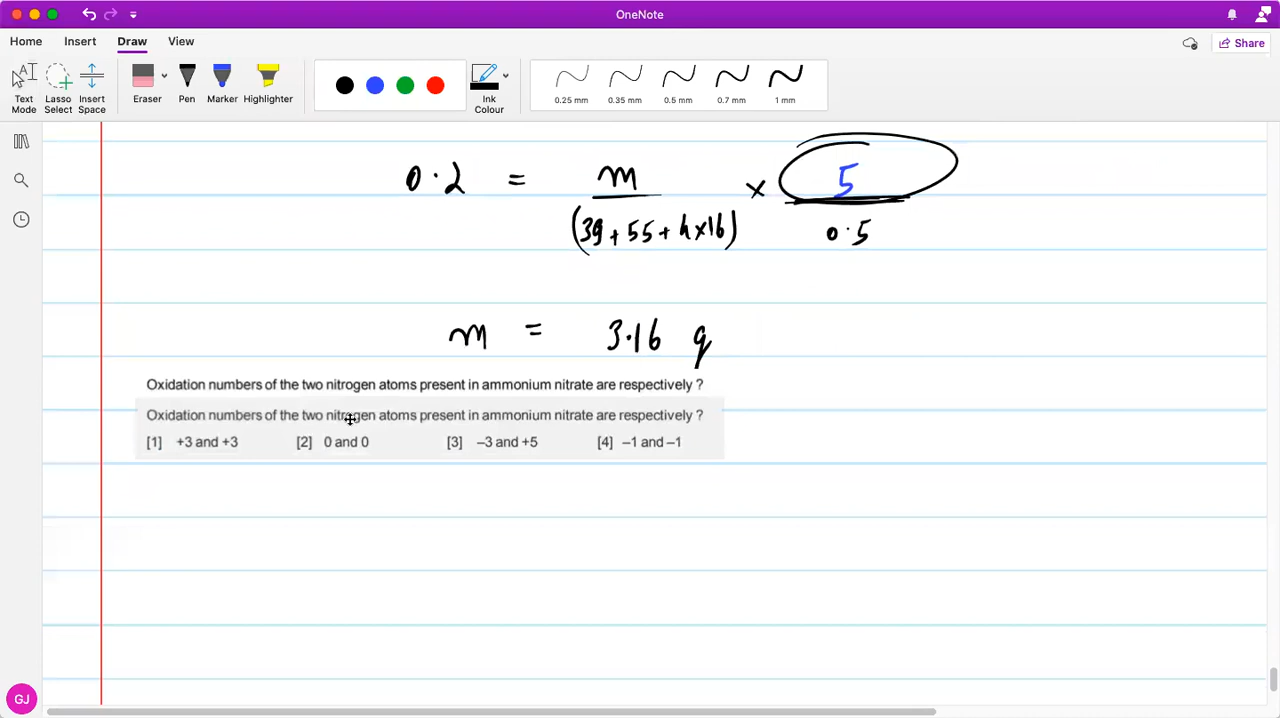 OneNote
Home Insert Draw View
Share
Text Mode
Lasso Select
Insert Space
Eraser
Pen
Marker
Highlighter
Ink Colour
0.25 mm
0.35 mm
0.5 mm
0.7 mm
1 mm
0.2 = m × 5
(39+55+4×16) 0.5
m = 3.16 g
Oxidation numbers of the two nitrogen atoms present in ammonium nitrate are respectively ?
Oxidation numbers of the two nitrogen atoms present in ammonium nitrate are respectively ?
[1] +3 and +3 [2] 0 and 0 [3] –3 and +5 [4] –1 and –1
GJ